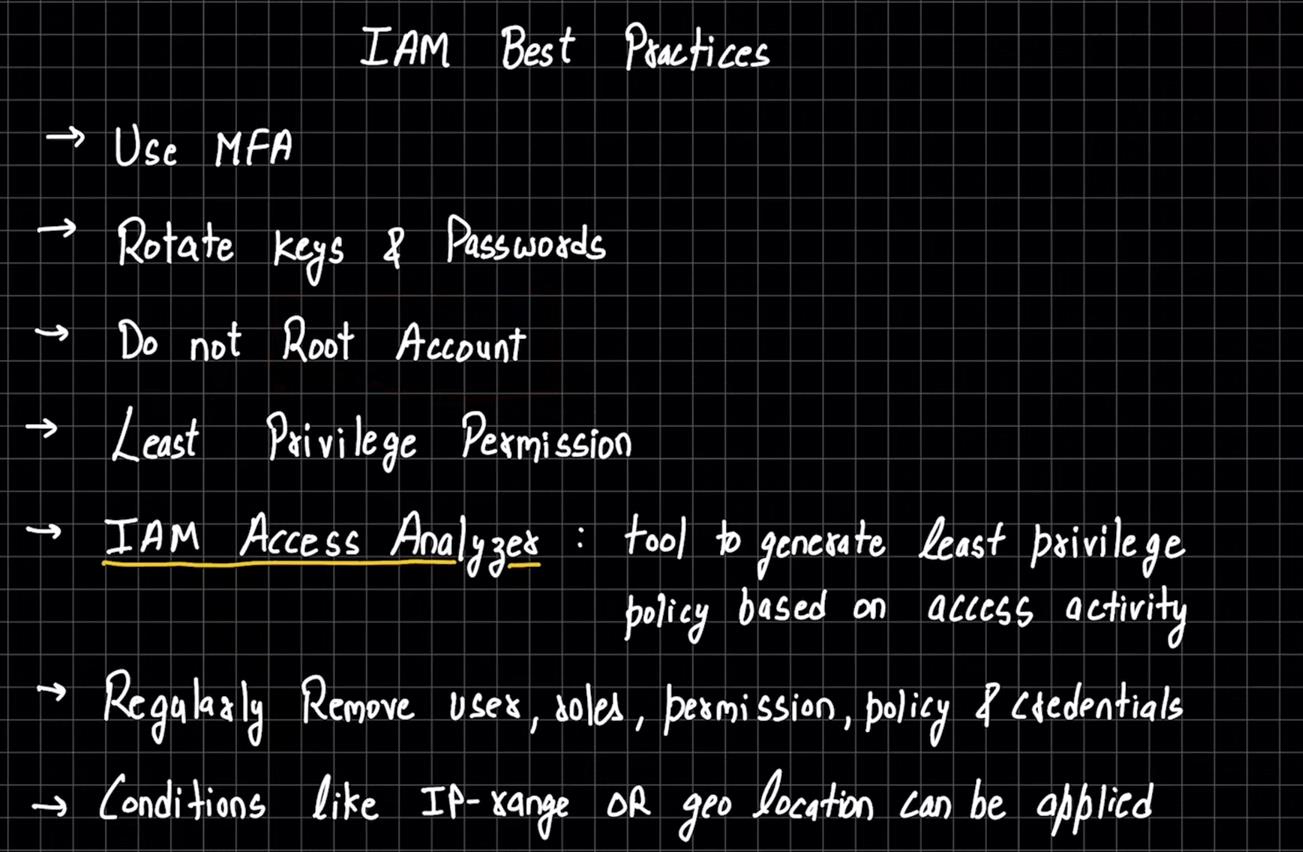 IAM Best Practices
→ Use MFA
→ Rotate keys & Passwords
→ Do not Root Account
→ Least Privilege Permission
→ IAM Access Analyzer : tool to generate least privilege
policy based on access activity
→ Regularly Remove user, roles, permission, policy & credentials
→ Conditions like IP-range OR geo location can be applied